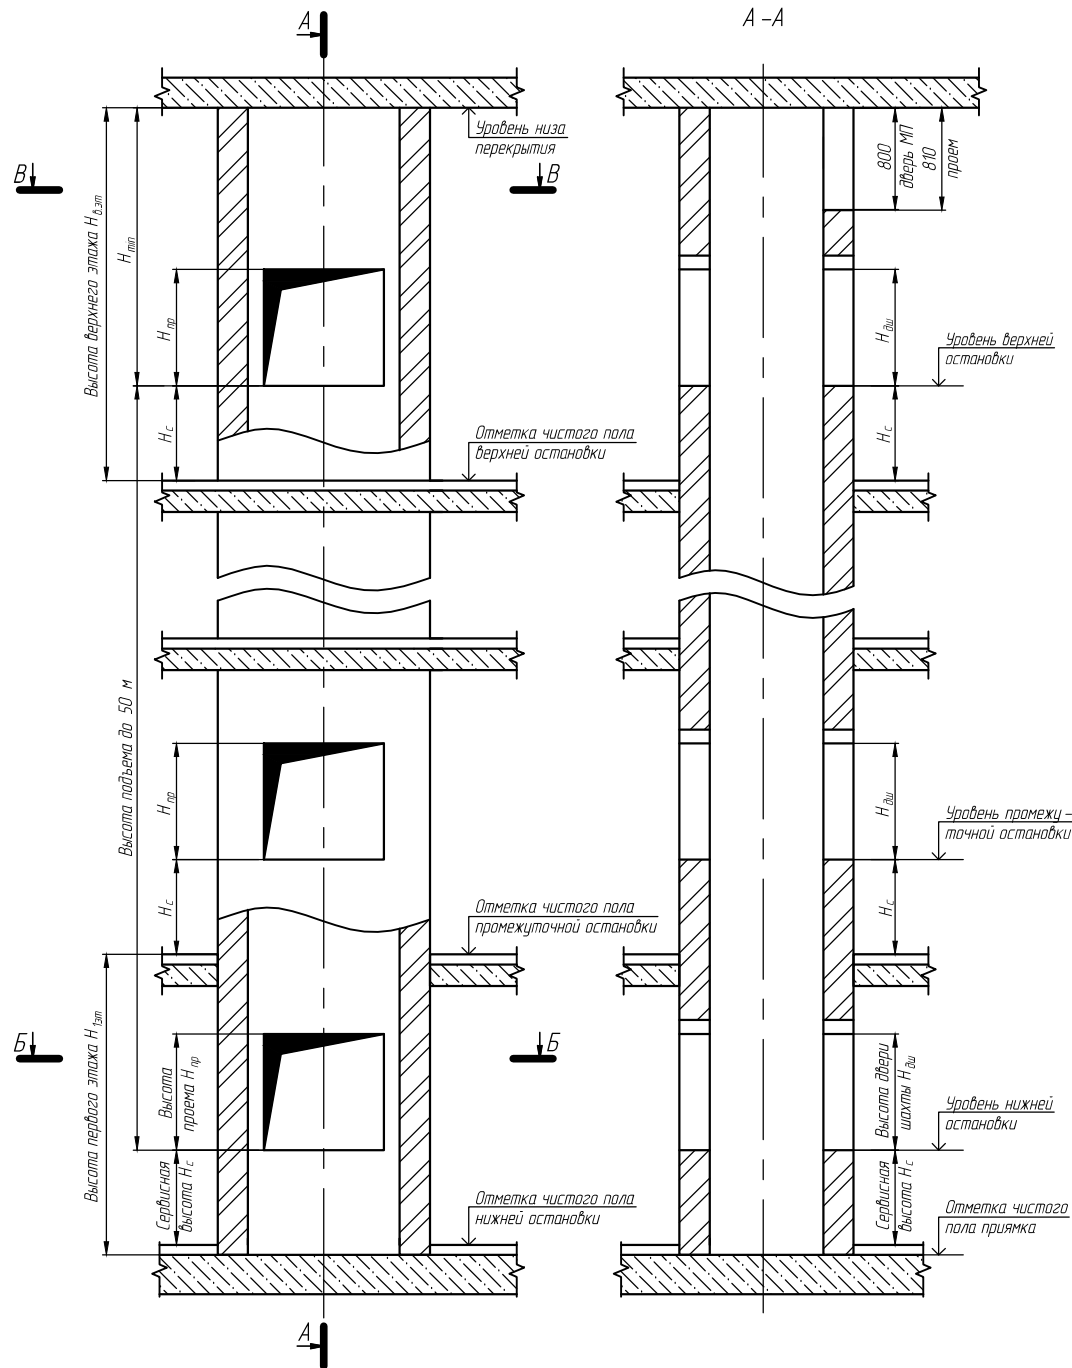 А
А – А
Уровень низа
перекрытия
800
дверь МП
810
проем
В
В
Высота верхнего этажа Нв.эт
Нmin
Нпр
Ндш
Уровень верхней
остановки
Нс
Нс
Отметка чистого пола
верхней остановки
Высота подъема до 50 м
Нпр
Ндш
Уровень промежу –
точной остановки
Нс
Нс
Отметка чистого пола
промежуточной остановки
Б
Б
Высота первого этажа Н1эт
Высота
проема Нпр
Высота двери
шахты Ндш
Уровень нижней
остановки
Сервисная
высота Нс
Отметка чистого пола
нижней остановки
Сервисная
высота Нс
Отметка чистого
пола приямка
А